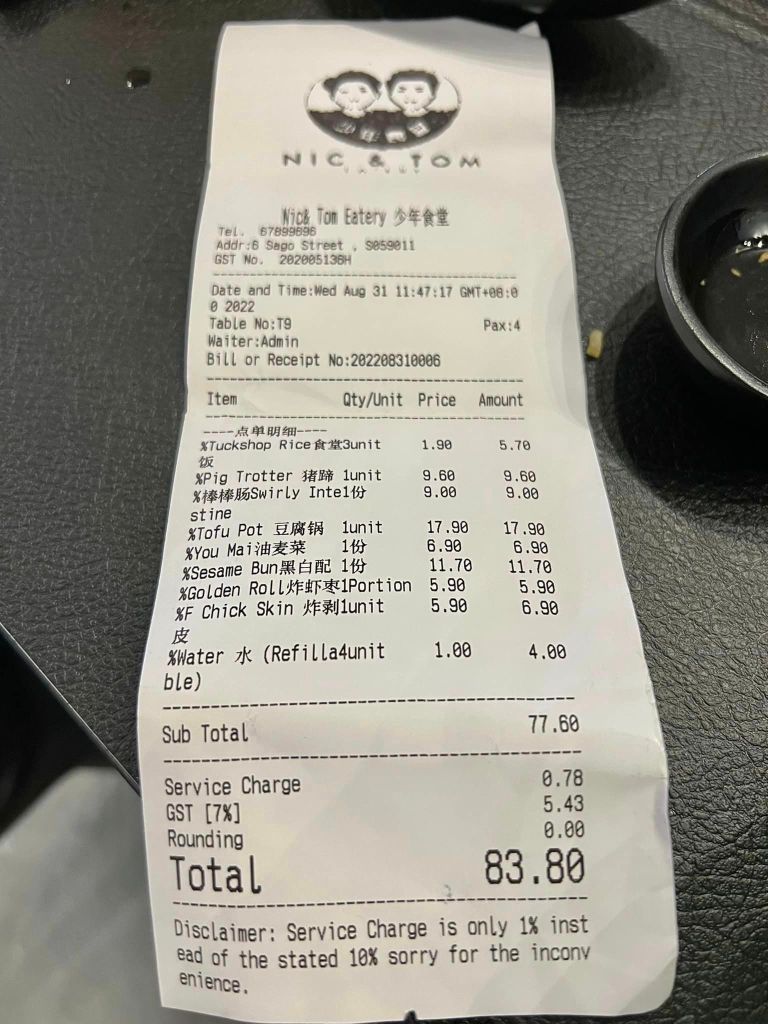 NIC & TOM
Nic& Tom Eatery 少年食堂
Tel. 67899696
Addr:6 Sago Street , S059011
GST No. 202005136H
Date and Time:Wed Aug 31 11:47:17 GMT+08:0
0 2022
Table No:T9 Pax:4
Waiter:Admin
Bill or Receipt No:202208310006
Item Qty/Unit Price Amount
----点单明细----
%Tuckshop Rice食堂3unit 1.90 5.70
饭
%Pig Trotter 猪蹄 1unit 9.60 9.60
%棒棒肠Swirly Inte1份 9.00 9.00
stine
%Tofu Pot 豆腐锅 1unit 17.90 17.90
%You Mai油麦菜 1份 6.90 6.90
%Sesame Bun黑白配 1份 11.70 11.70
%Golden Roll炸虾枣1Portion 5.90 5.90
%F Chick Skin 炸剥1unit 5.90 6.90
皮
%Water 水 (Refilla4unit 1.00 4.00
ble)
Sub Total 77.60
Service Charge 0.78
GST [7%] 5.43
Rounding 0.00
Total 83.80
Disclaimer: Service Charge is only 1% inst
ead of the stated 10% sorry for the inconv
enience.